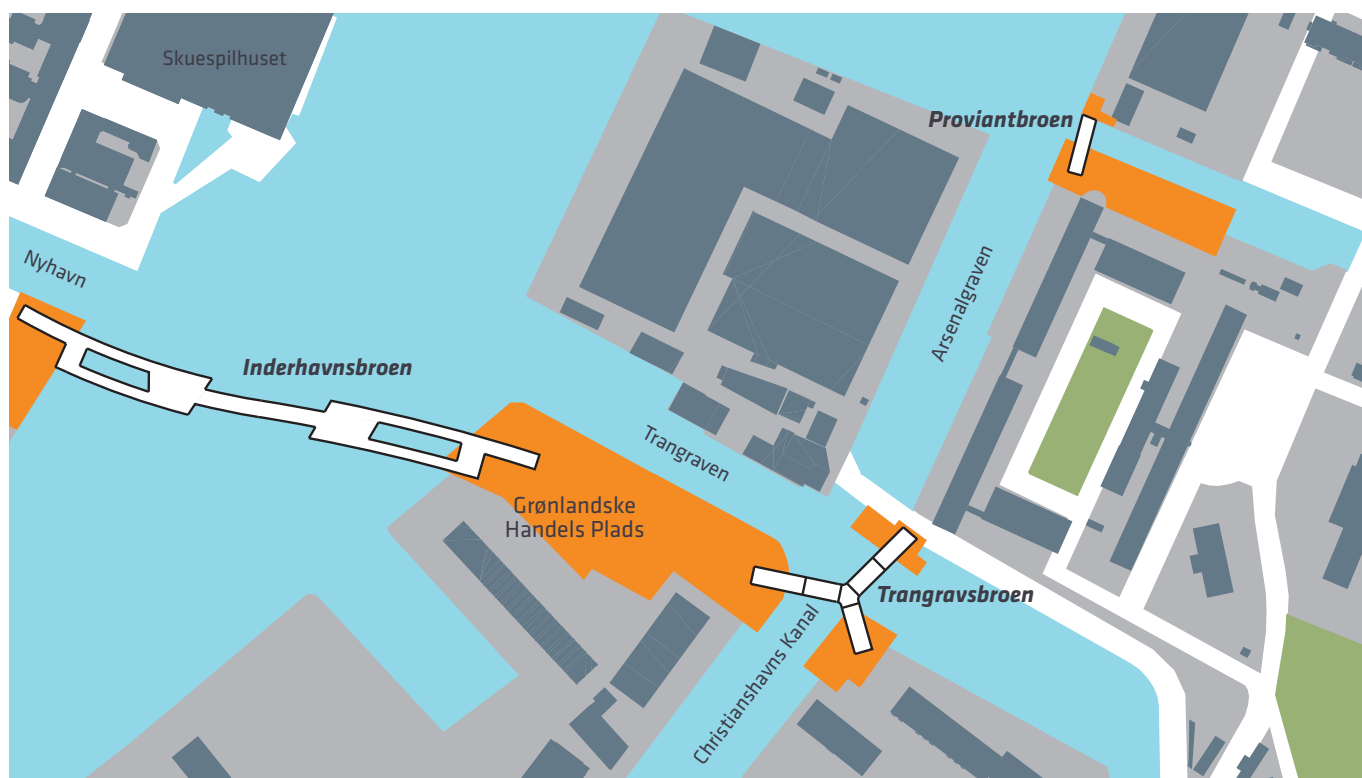 Skuespilhuset
Proviantbroen
Nyhavn
Arsenalgraven
Inderhavnsbroen
Trangraven
Grønlandske
Handels Plads
Trangravsbroen
Christianshavns Kanal